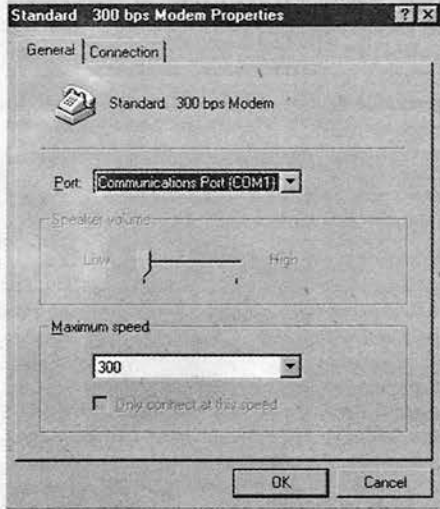 Standard 300 bps Modem Properties
General Connection
Standard 300 bps Modem
Port: Communications Port (COM1)
Speaker volume
Low High
Maximum speed
300
Only connect at this speed
OK Cancel